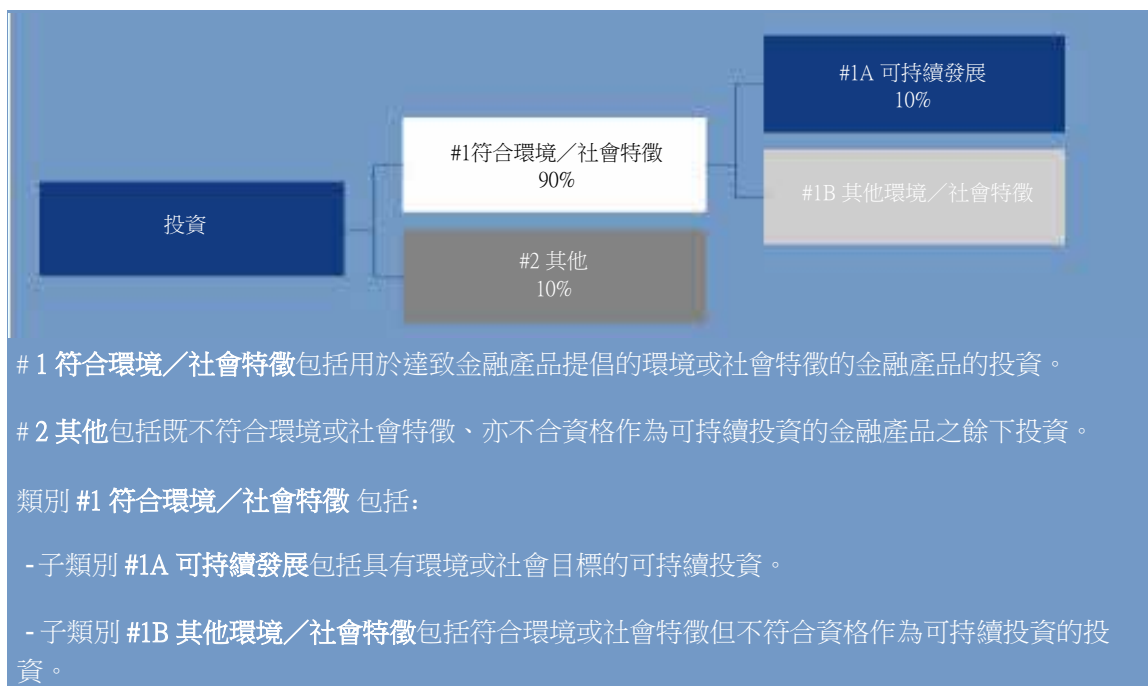 #1A 可持續發展
10%
#1符合環境／社會特徵
90%
#1B 其他環境／社會特徵
投資
#2 其他
10%
# 1 符合環境／社會特徵包括用於達致金融產品提倡的環境或社會特徵的金融產品的投資。
# 2 其他包括既不符合環境或社會特徵、亦不合資格作為可持續投資的金融產品之餘下投資。
類別 #1 符合環境／社會特徵 包括：
- 子類別 #1A 可持續發展包括具有環境或社會目標的可持續投資。
- 子類別 #1B 其他環境／社會特徵包括符合環境或社會特徵但不符合資格作為可持續投資的投
資。